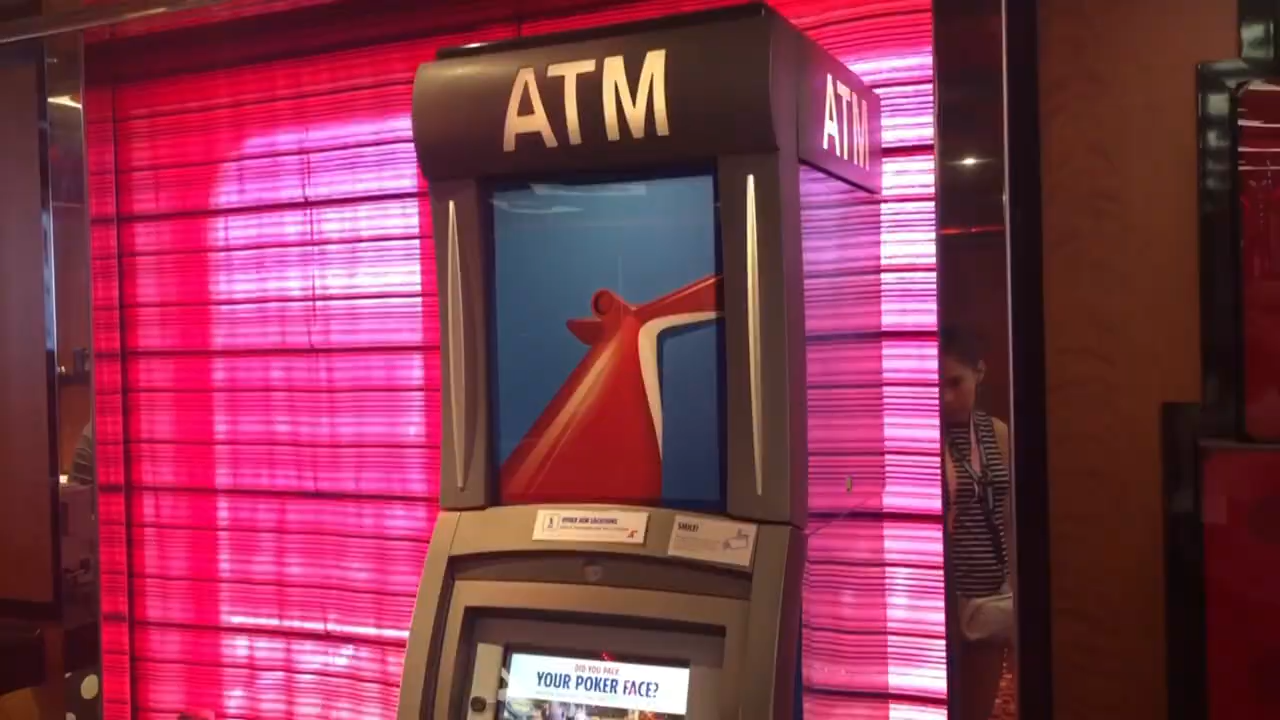 ATM
ATM
OTHER ATM LOCATIONS
SMILE!
DID YOU PACK
YOUR POKER FACE?